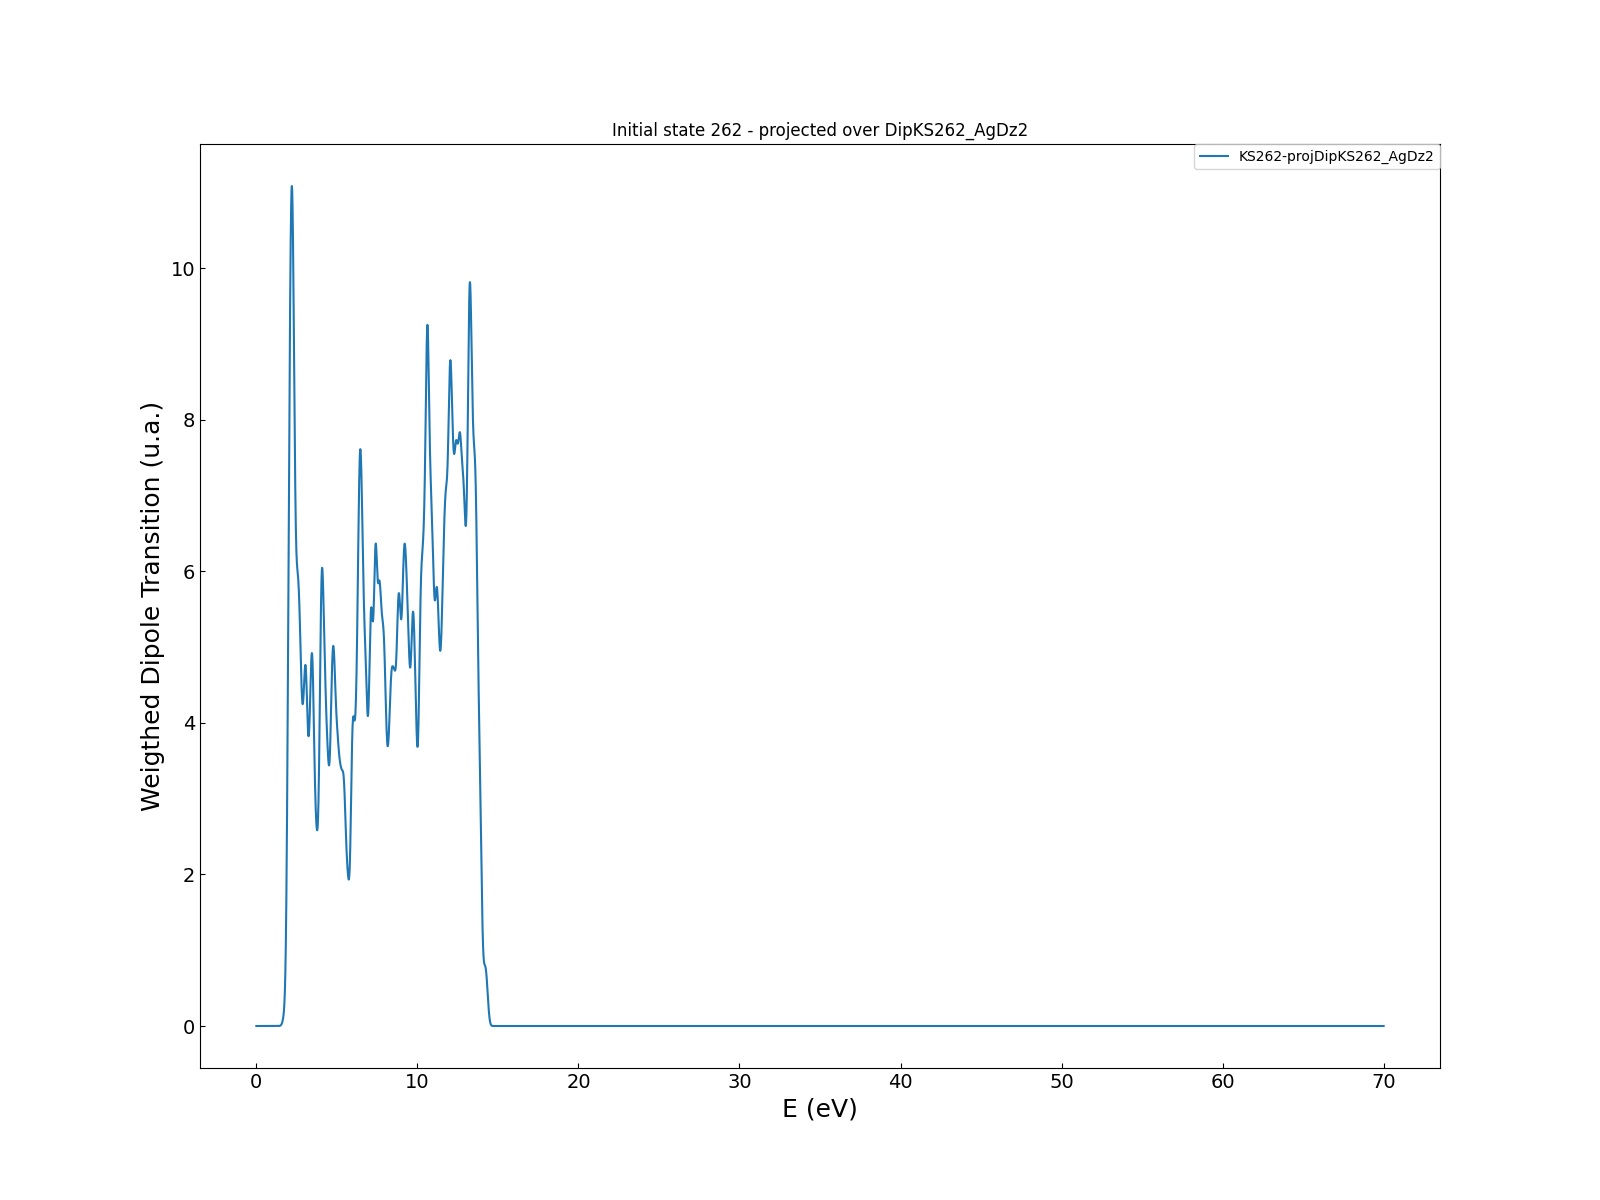 Initial state 262 - projected over DipKS262_AgDz2
KS262-projDipKS262_AgDz2
Weigthed Dipole Transition (u.a.)
10
8
6
4
2
0
0 10 20 30 40 50 60 70
E (eV)